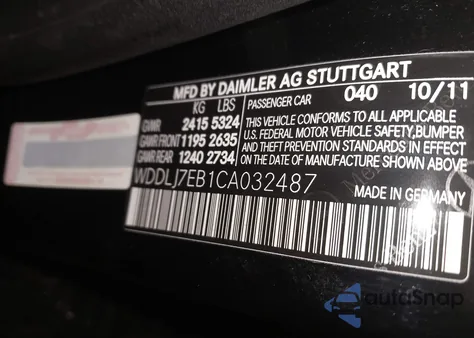 MFD BY DAIMLER AG STUTTGART
KG LBS PASSENGER CAR 040 10/11
GVWR 2415 5324
GAWR FRONT 1195 2635
GAWR REAR 1240 2734
THIS VEHICLE CONFORMS TO ALL APPLICABLE
U.S. FEDERAL MOTOR VEHICLE SAFETY, BUMPER
AND THEFT PREVENTION STANDARDS IN EFFECT
ON THE DATE OF MANUFACTURE SHOWN ABOVE.
WDDLJ7EB1CA032487
MADE IN GERMANY
autoSnap